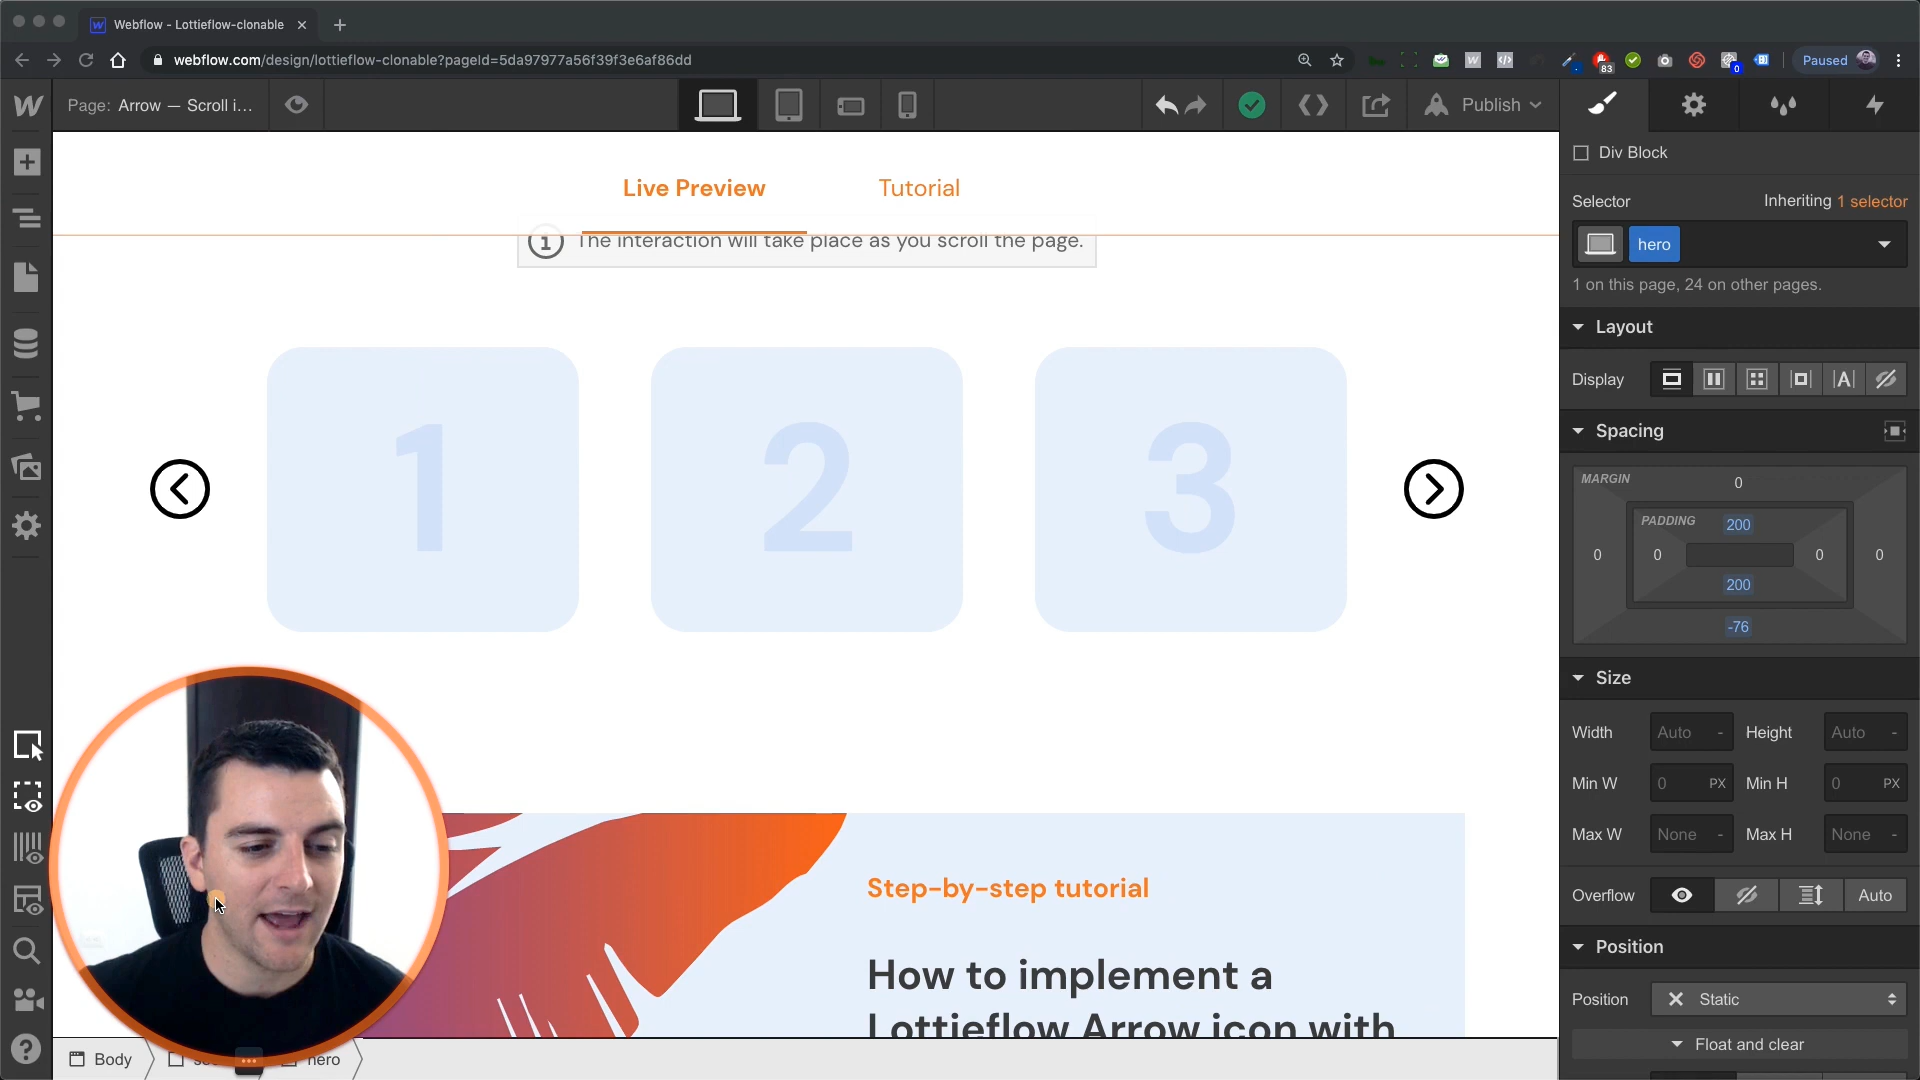 Webflow - Lottieflow-clonable
webflow.com/design/lottieflow-clonable?pageId=5da97977a56f39f3e6af86dd
83
0
Paused
Page: Arrow — Scroll i...
Publish
Live Preview
Tutorial
The interaction will take place as you scroll the page.
1
2
3
Step-by-step tutorial
How to implement a
Lottieflow Arrow icon with
Body
hero
Div Block
Selector
Inheriting 1 selector
hero
1 on this page, 24 on other pages.
Layout
Display
Spacing
MARGIN
0
PADDING
200
0
0
0
0
200
-76
Size
Width Auto - Height Auto -
Min W 0 PX Min H 0 PX
Max W None - Max H None -
Overflow Auto
Position
Position Static
Float and clear